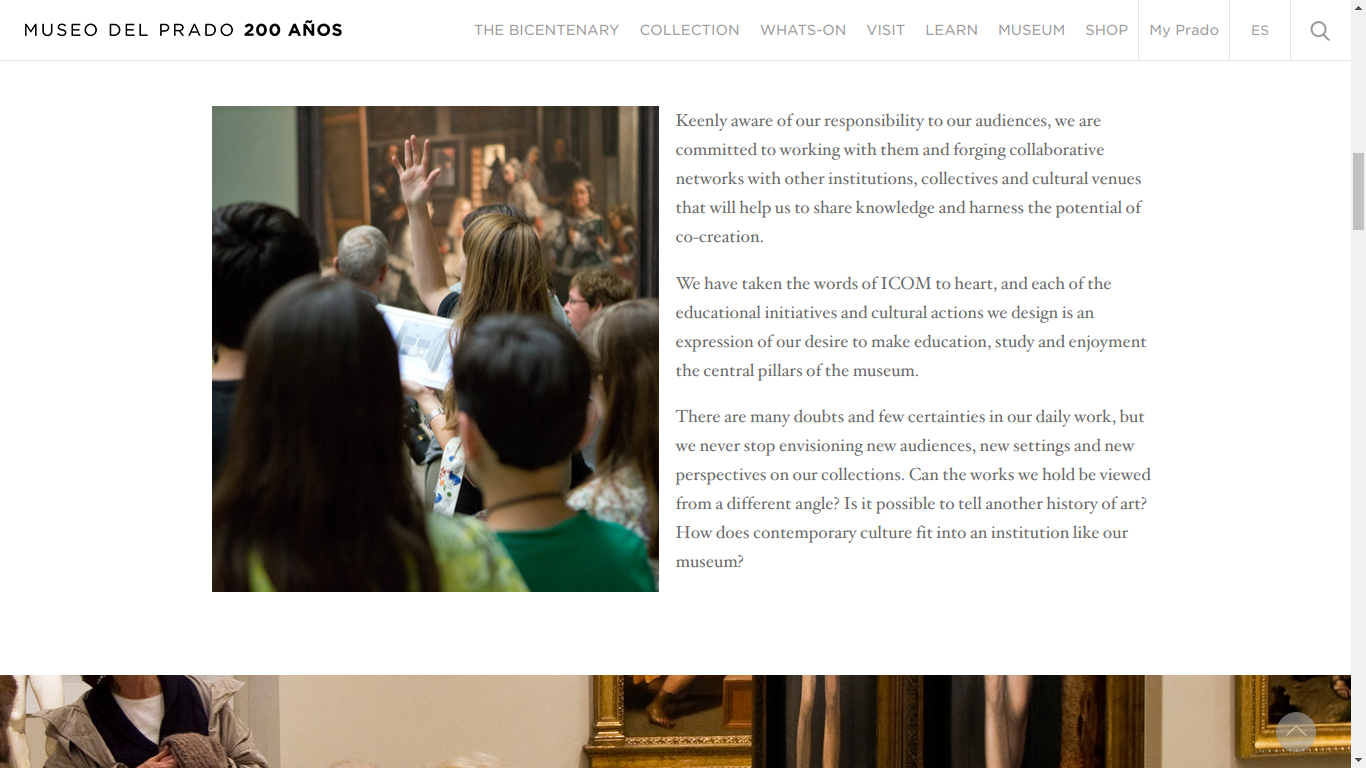 MUSEO DEL PRADO 200 AÑOS
THE BICENTENARY COLLECTION WHATS-ON VISIT LEARN MUSEUM SHOP My Prado ES
Keenly aware of our responsibility to our audiences, we are
committed to working with them and forging collaborative
networks with other institutions, collectives and cultural venues
that will help us to share knowledge and harness the potential of
co-creation.
We have taken the words of ICOM to heart, and each of the
educational initiatives and cultural actions we design is an
expression of our desire to make education, study and enjoyment
the central pillars of the museum.
There are many doubts and few certainties in our daily work, but
we never stop envisioning new audiences, new settings and new
perspectives on our collections. Can the works we hold be viewed
from a different angle? Is it possible to tell another history of art?
How does contemporary culture fit into an institution like our
museum?